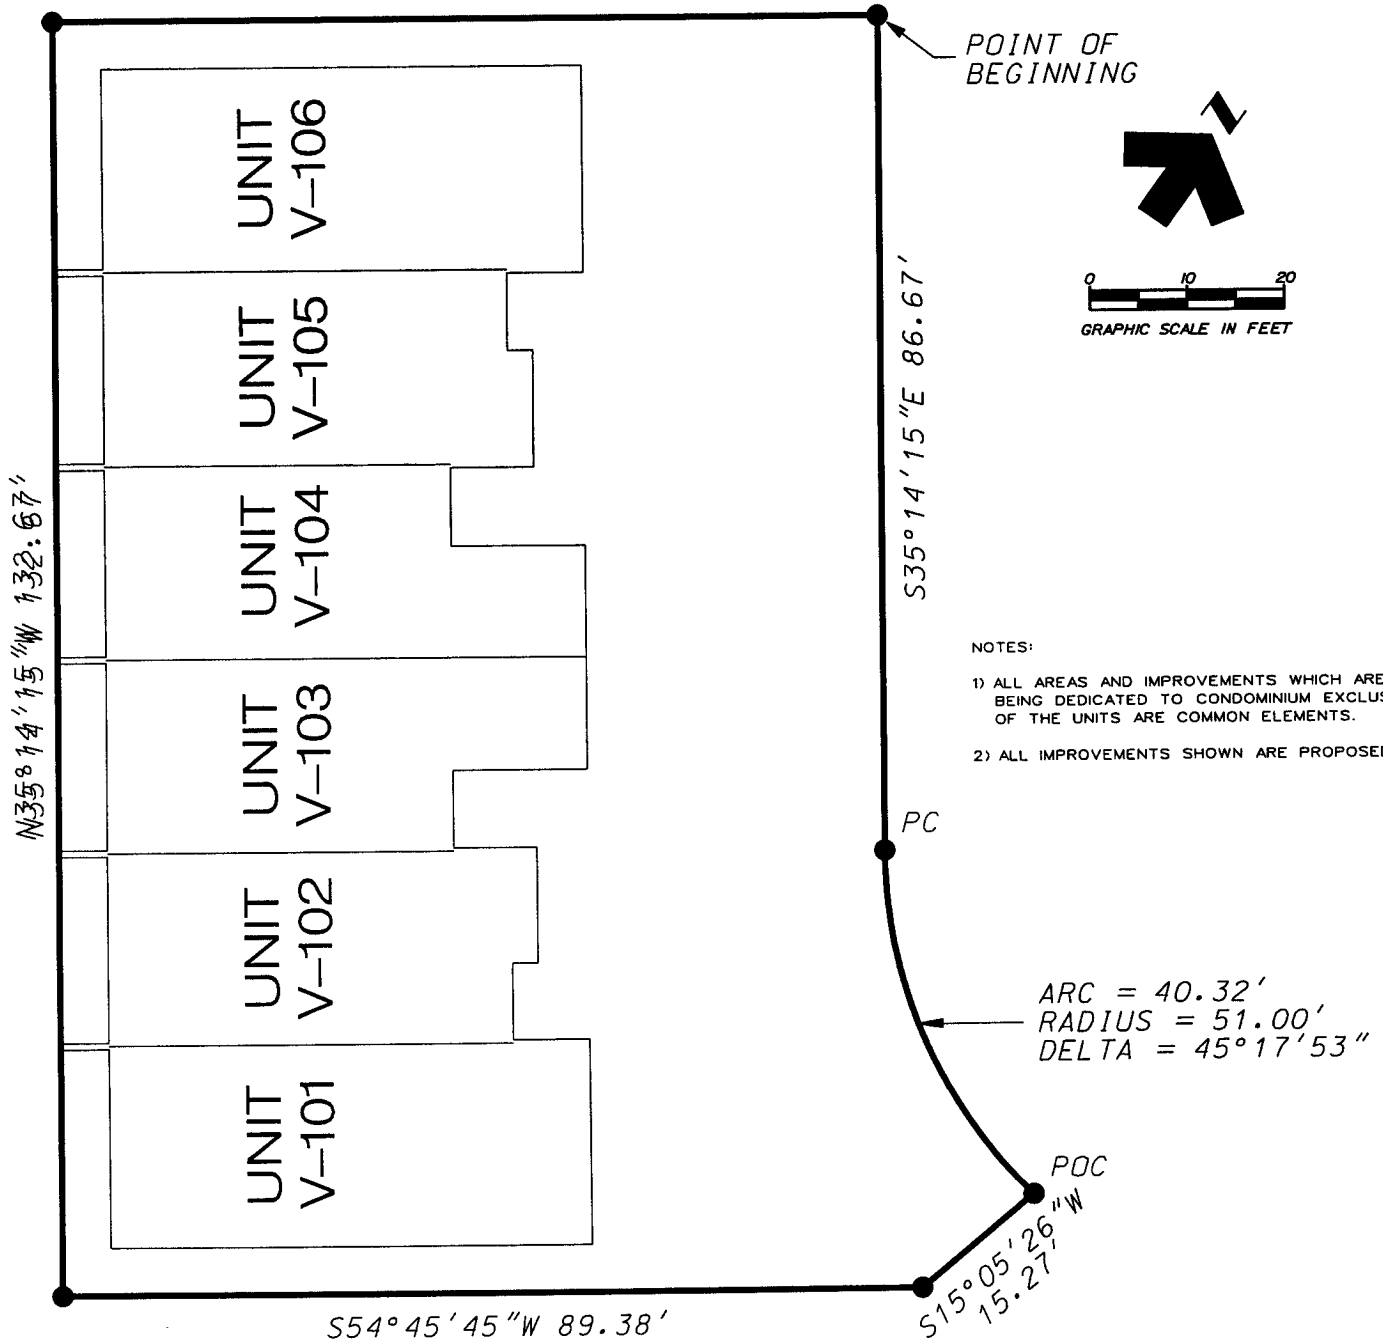 POINT OF
BEGINNING
N
0 10 20
GRAPHIC SCALE IN FEET
UNIT
V-106
UNIT
V-105
UNIT
V-104
UNIT
V-103
UNIT
V-102
UNIT
V-101
S35°14'15"E 86.67'
NOTES:
1) ALL AREAS AND IMPROVEMENTS WHICH ARE
BEING DEDICATED TO CONDOMINIUM EXCLUS
OF THE UNITS ARE COMMON ELEMENTS.
2) ALL IMPROVEMENTS SHOWN ARE PROPOSED
PC
ARC = 40.32'
RADIUS = 51.00'
DELTA = 45°17'53"
POC
S15°05'26"W
15.27'
S54°45'45"W 89.38'